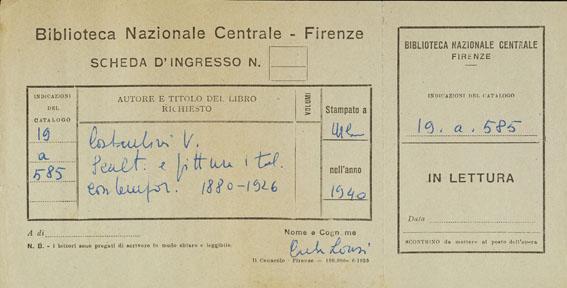 Biblioteca Nazionale Centrale - Firenze
SCHEDA D'INGRESSO N.
INDICAZIONI
DEL
CATALOGO
19
a
585
AUTORE E TITOLO DEL LIBRO
RICHIESTO
Costantini V.
Scult. e pittura ital.
contempor. 1880-1926
VOLUMI
Stampato a
nell'anno
1940
A di
N. B. - i lettori sono pregati di scrivere in modo chiaro e leggibile.
Nome e Cognome
Il Cenacolo - Firenze
BIBLIOTECA NAZIONALE CENTRALE
FIRENZE
INDICAZIONI DEL CATALOGO
19. a. 585
IN LETTURA
Data
SCONTRINO da mettere al posto dell'opera